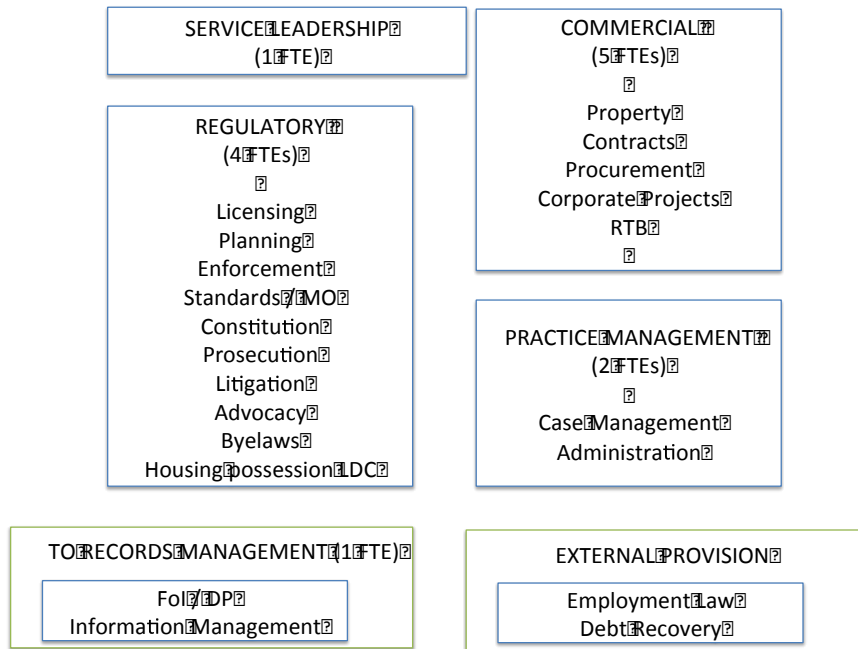 SERVICE LEADERSHIP
(1 FTE)
COMMERCIAL
(5 FTEs)
Property
Contracts
Procurement
Corporate Projects
RTB
REGULATORY
(4 FTEs)
Licensing
Planning
Enforcement
Standards / MO
Constitution
Prosecution
Litigation
Advocacy
Byelaws
Housing possession LDC
PRACTICE MANAGEMENT
(2 FTEs)
Case Management
Administration
TO RECORDS MANAGEMENT (1 FTE)
FoI / DP
Information Management
EXTERNAL PROVISION
Employment Law
Debt Recovery